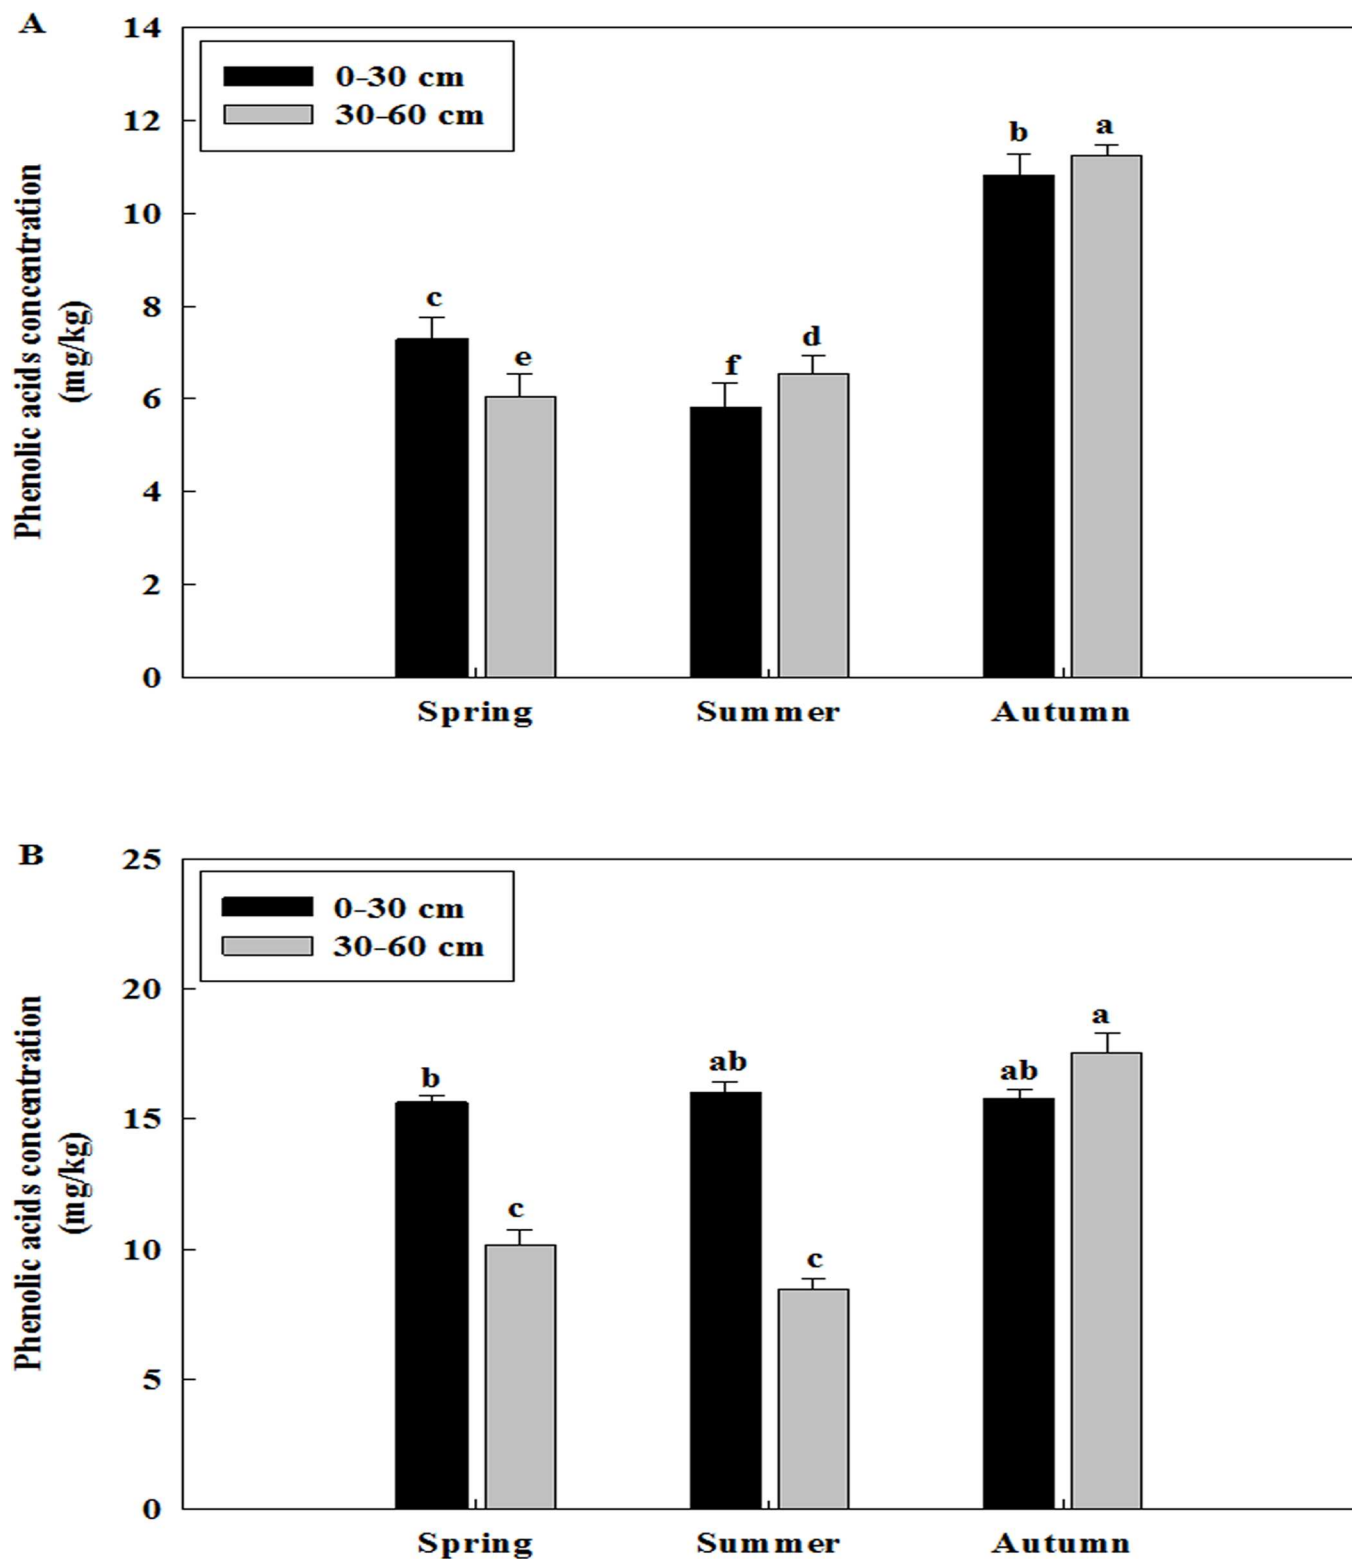 A
14
0-30 cm
30-60 cm
12
b a
10
8
c
e f d
6
4
2
0
Phenolic acids concentration
(mg/kg)
Spring Summer Autumn
B
25
0-30 cm
30-60 cm
20
b ab ab a
15
c c
10
5
0
Phenolic acids concentration
(mg/kg)
Spring Summer Autumn